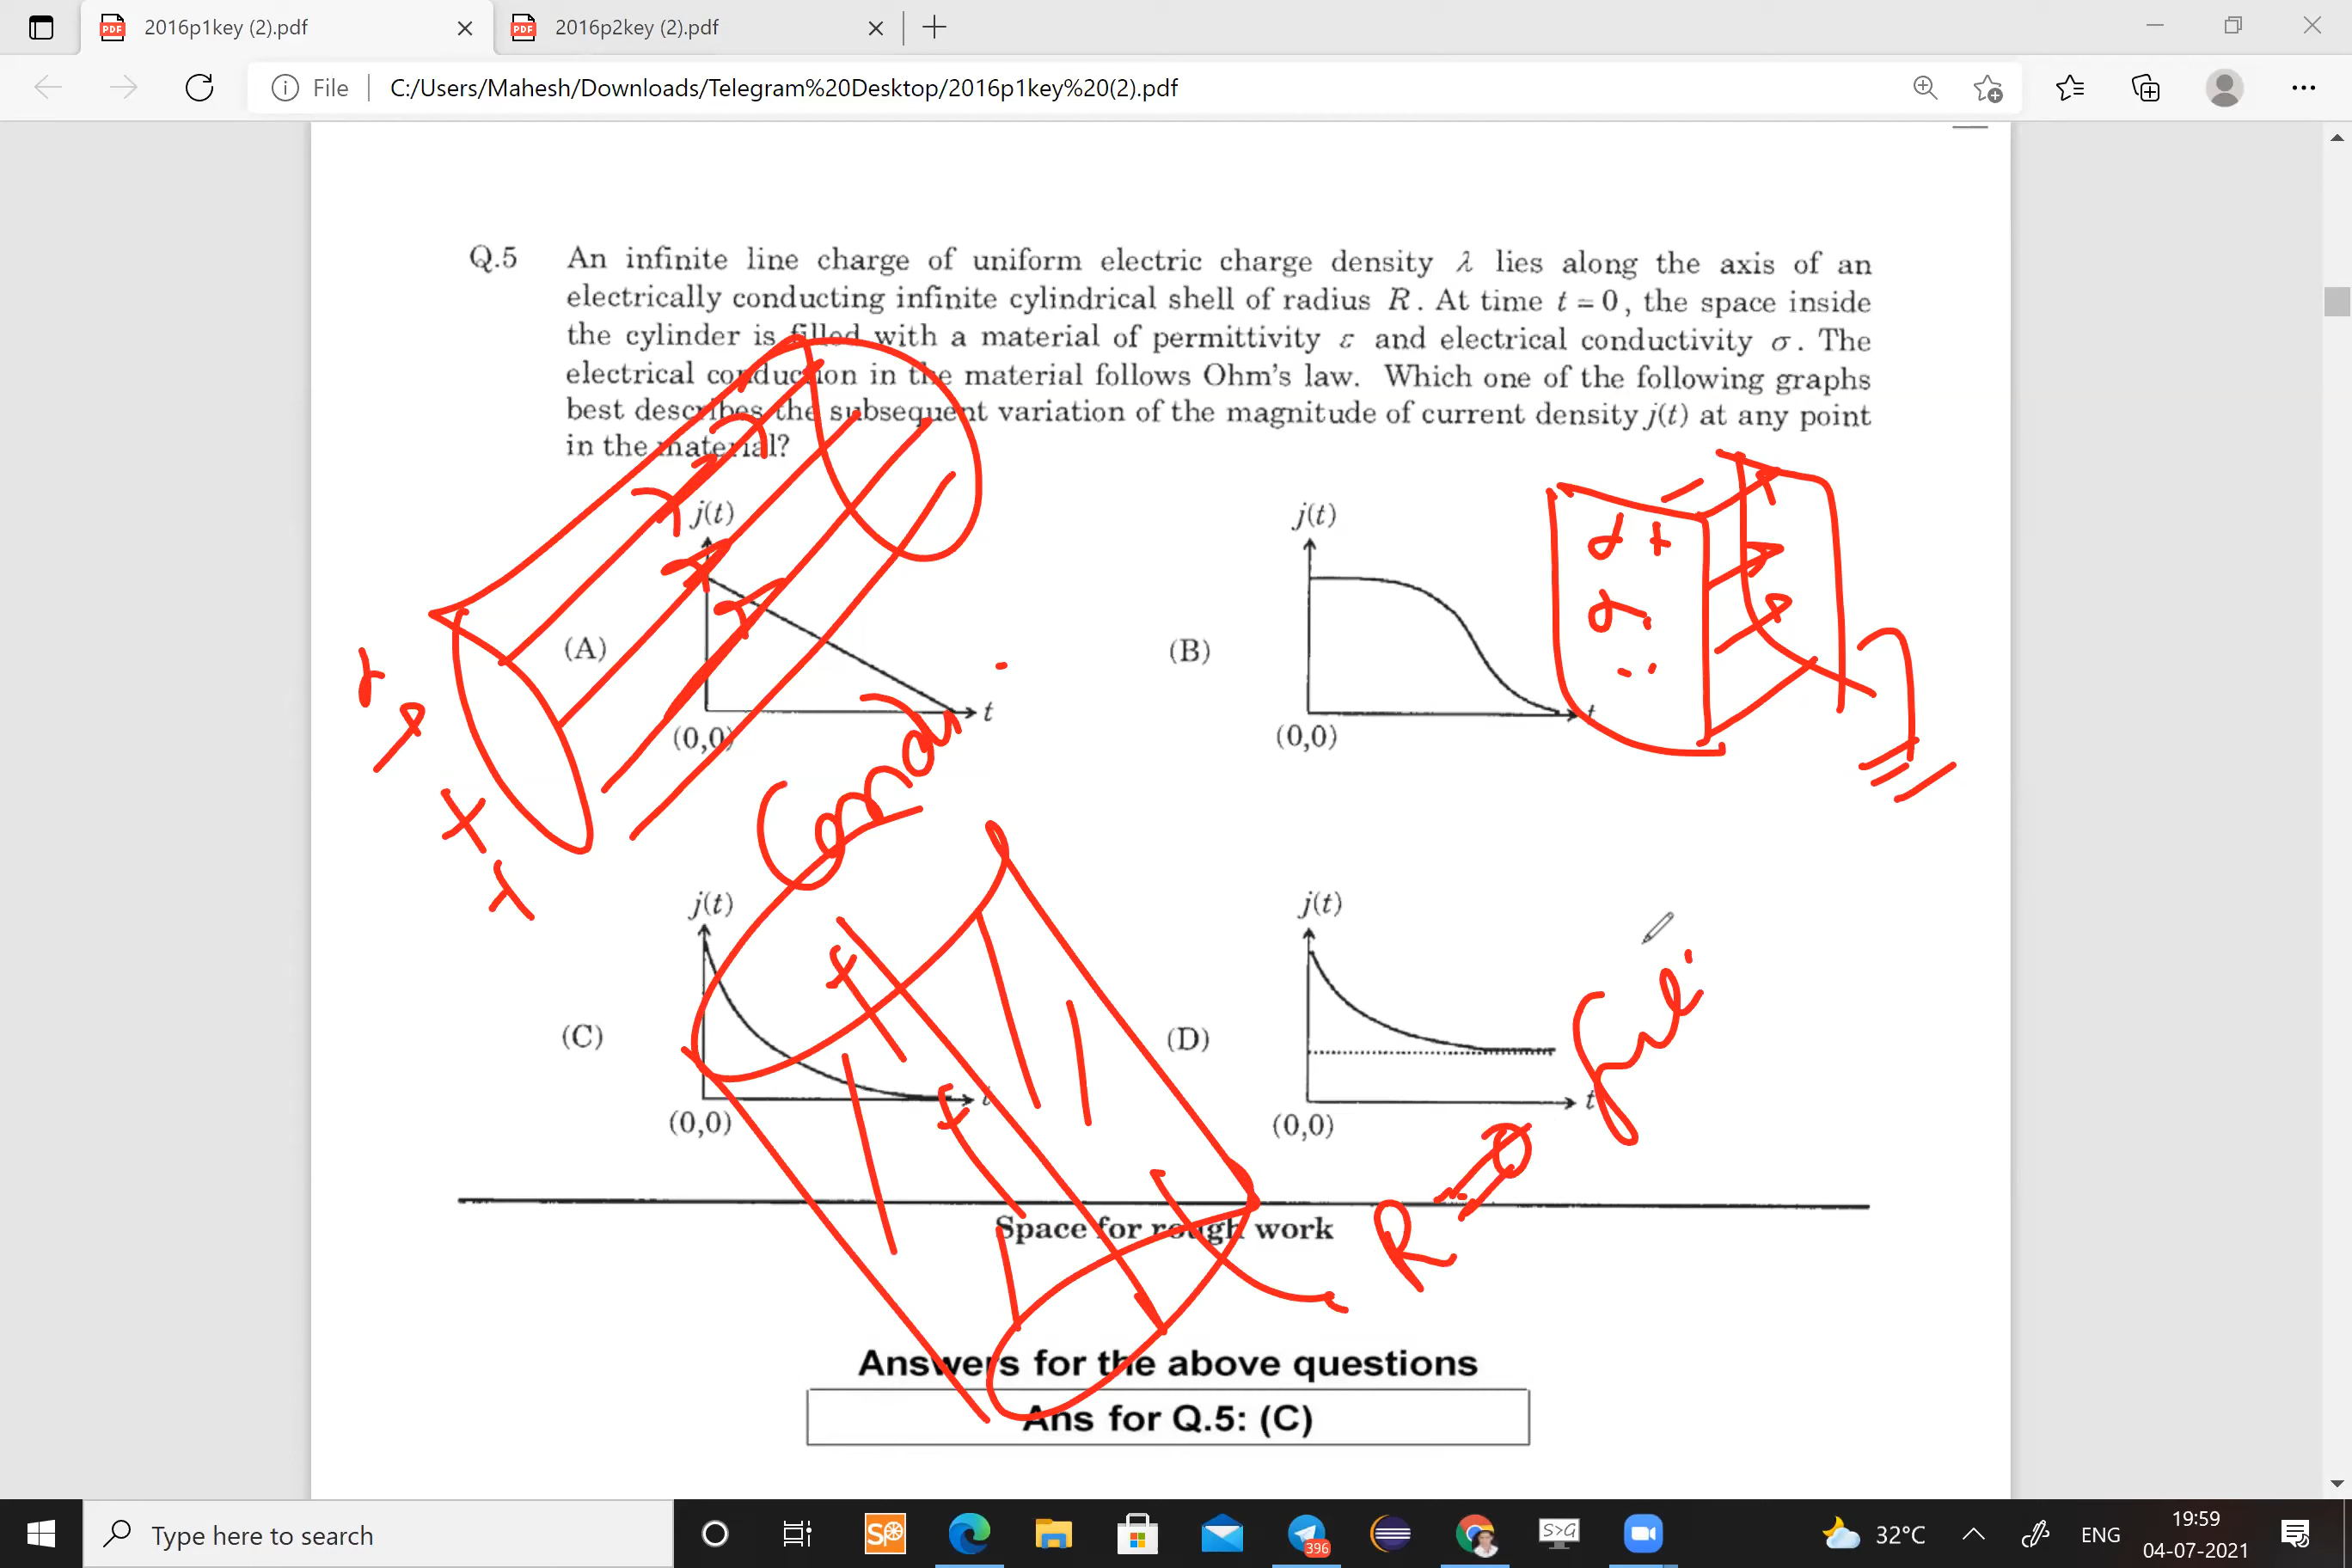 2016p1key (2).pdf
2016p2key (2).pdf
File
C:/Users/Mahesh/Downloads/Telegram%20Desktop/2016p1key%20(2).pdf
Q.5 An infinite line charge of uniform electric charge density λ lies along the axis of an
electrically conducting infinite cylindrical shell of radius R. At time t = 0, the space inside
the cylinder is filled with a material of permittivity ε and electrical conductivity σ. The
electrical conduction in the material follows Ohm's law. Which one of the following graphs
best describes the subsequent variation of the magnitude of current density j(t) at any point
in the material?
j(t)
(A)
t
(0,0)
j(t)
(B)
t
(0,0)
j(t)
(C)
t
(0,0)
j(t)
(D)
t
(0,0)
Space for rough work
Answers for the above questions
Ans for Q.5: (C)
Type here to search
396
S>G
32°C
ENG
19:59
04-07-2021